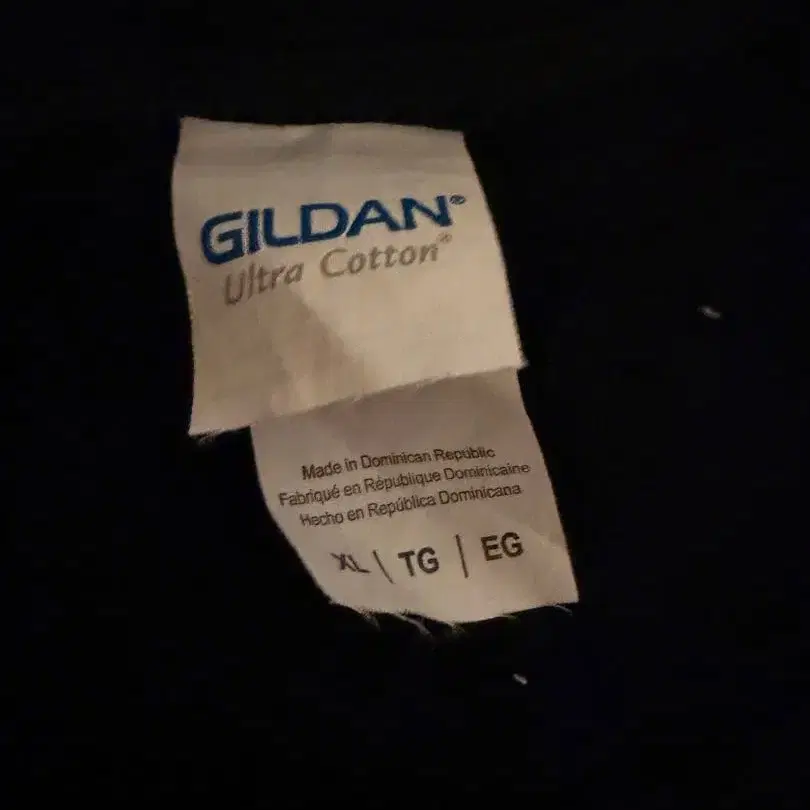 GILDAN®
Ultra Cotton®
Made in Dominican Republic
Fabriqué en République Dominicaine
Hecho en República Dominicana
XL | TG | EG